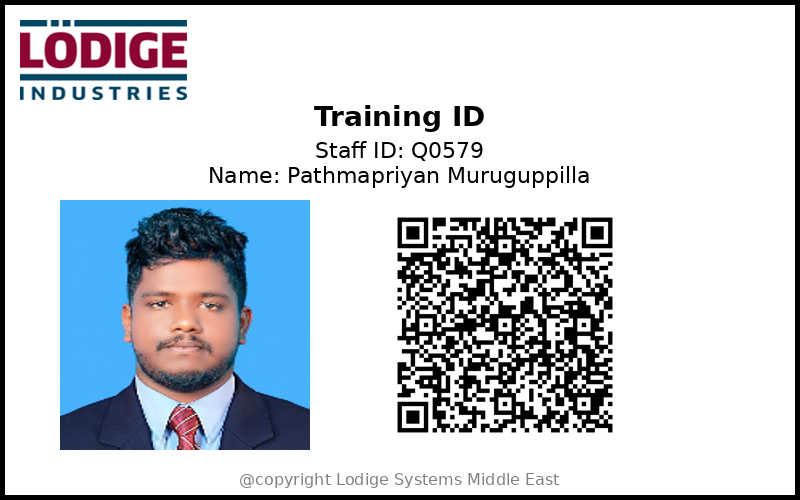 LÖDIGE
INDUSTRIES
Training ID
Staff ID: Q0579
Name: Pathmapriyan Muruguppilla
@copyright Lodige Systems Middle East